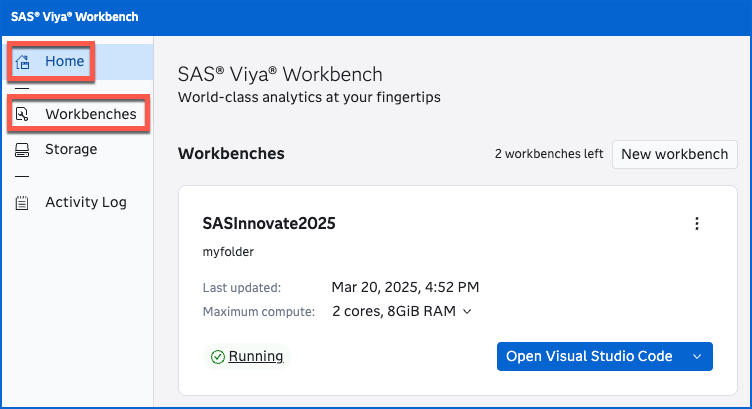 SAS® Viya® Workbench
Home
Workbenches
Storage
Activity Log
SAS® Viya® Workbench
World-class analytics at your fingertips
Workbenches
2 workbenches left
New workbench
SASInnovate2025
myfolder
Last updated: Mar 20, 2025, 4:52 PM
Maximum compute: 2 cores, 8GiB RAM
Running
Open Visual Studio Code